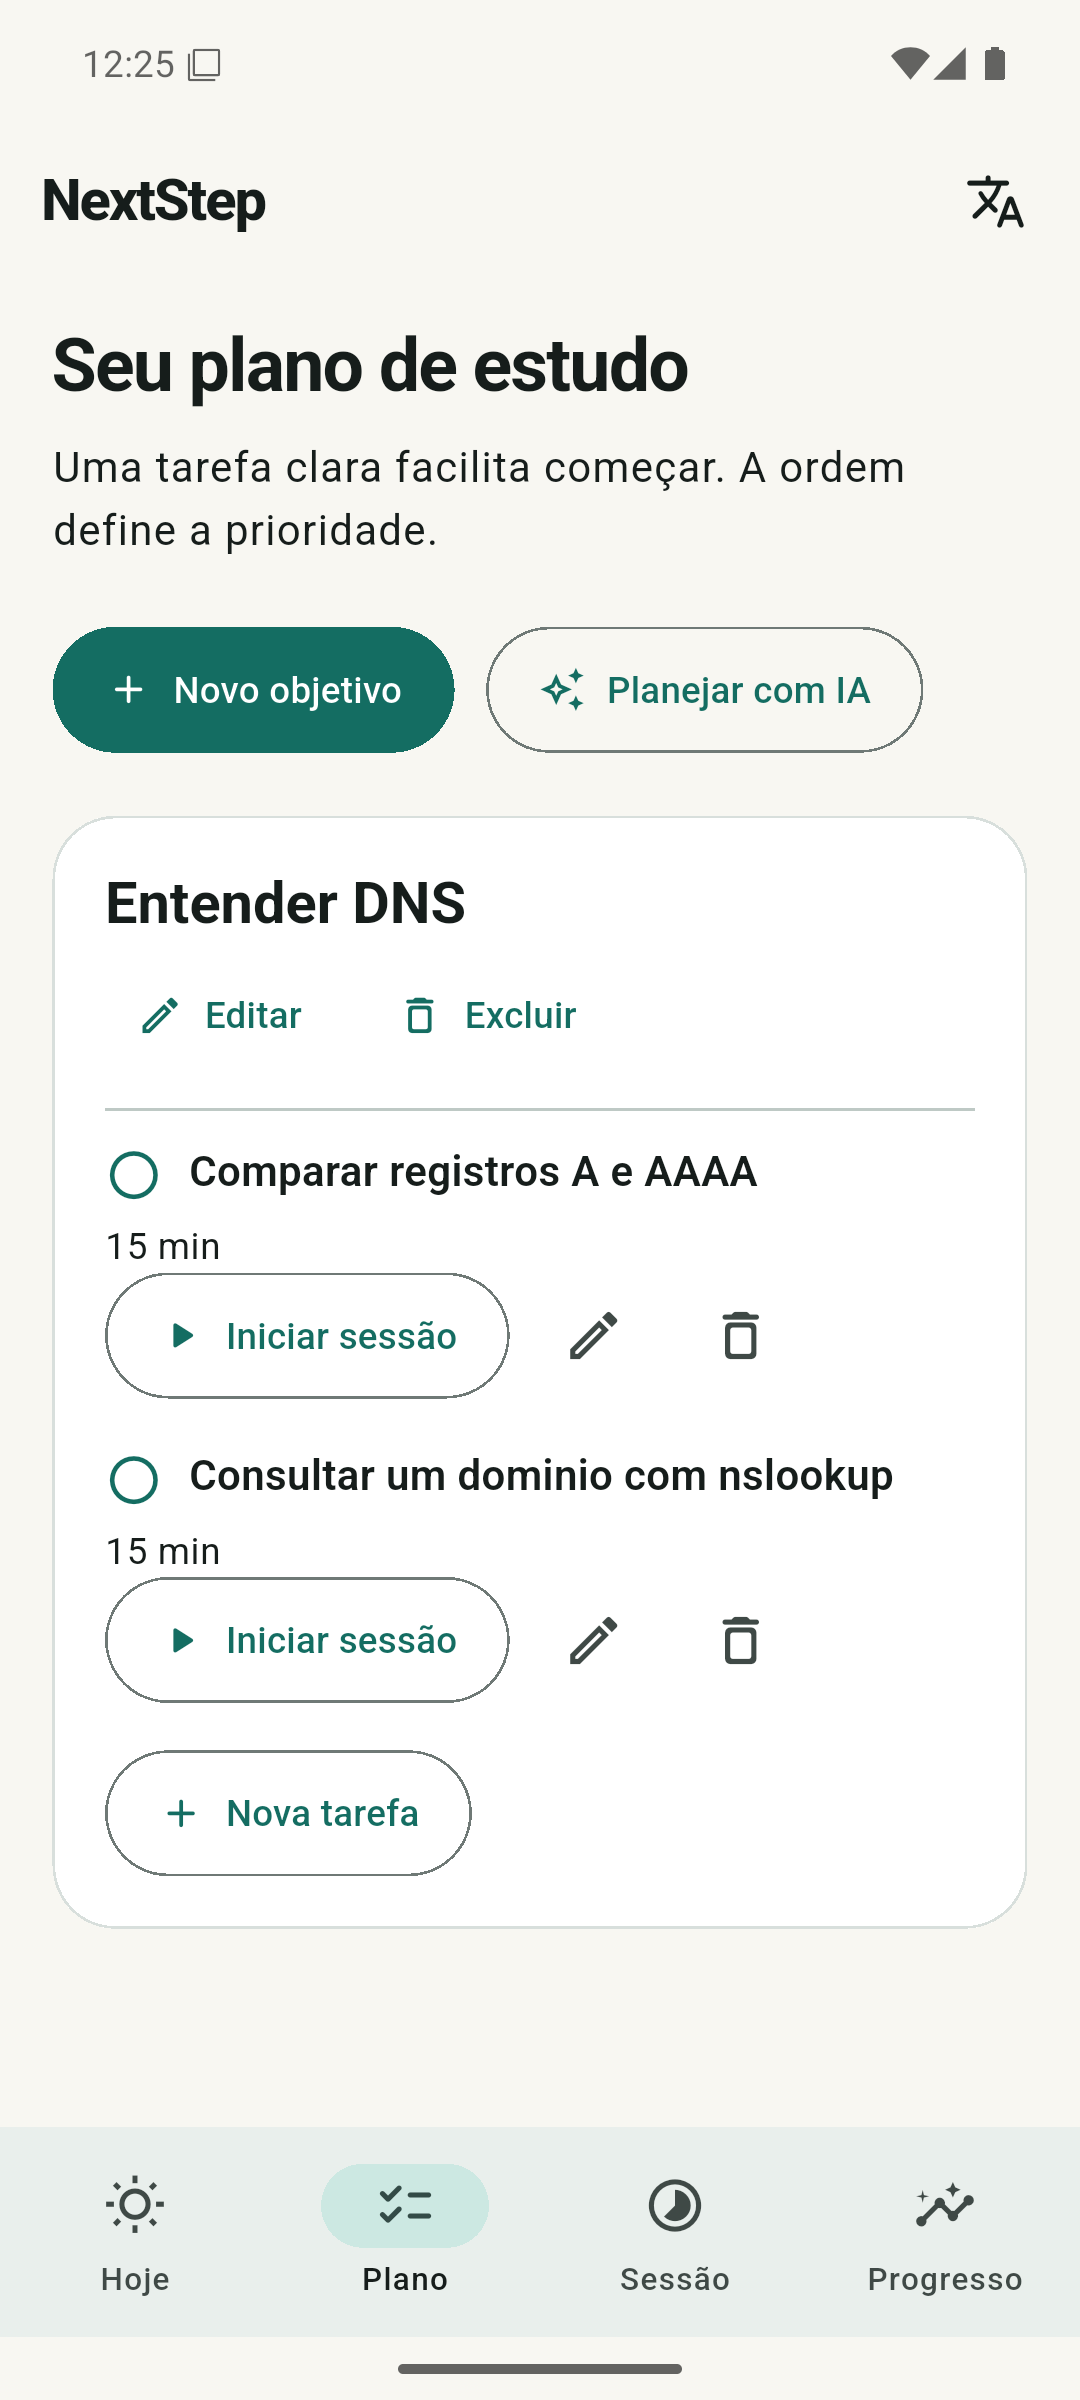 12:25
NextStep
Seu plano de estudo
Uma tarefa clara facilita começar. A ordem
define a prioridade.
Novo objetivo
Planejar com IA
Entender DNS
Editar
Excluir
Comparar registros A e AAAA
15 min
Iniciar sessão
Consultar um dominio com nslookup
15 min
Iniciar sessão
Nova tarefa
Hoje
Plano
Sessão
Progresso